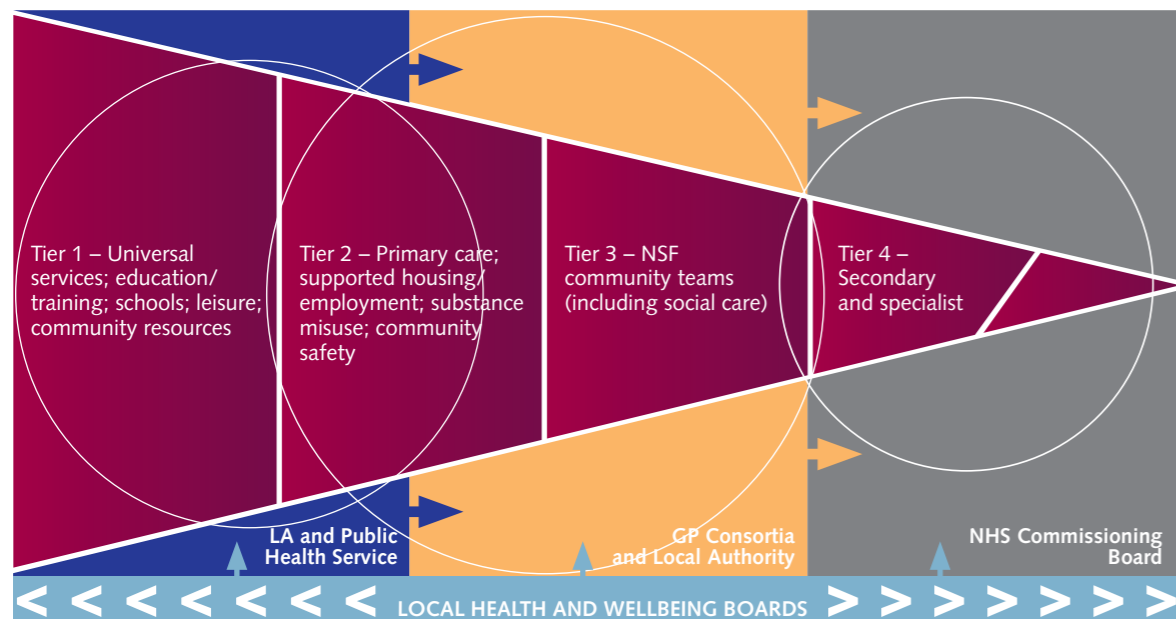 Tier 1 – Universal
services; education/
training; schools; leisure;
community resources
Tier 2 – Primary care;
supported housing/
employment; substance
misuse; community
safety
Tier 3 – NSF
community teams
(including social care)
Tier 4 –
Secondary
and specialist
LA and Public
Health Service
GP Consortia
and Local Authority
NHS Commissioning
Board
LOCAL HEALTH AND WELLBEING BOARDS